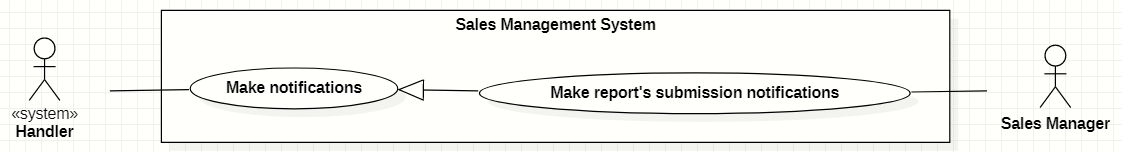 Sales Management System
Make notifications
Make report's submission notifications
«system»
Handler
Sales Manager